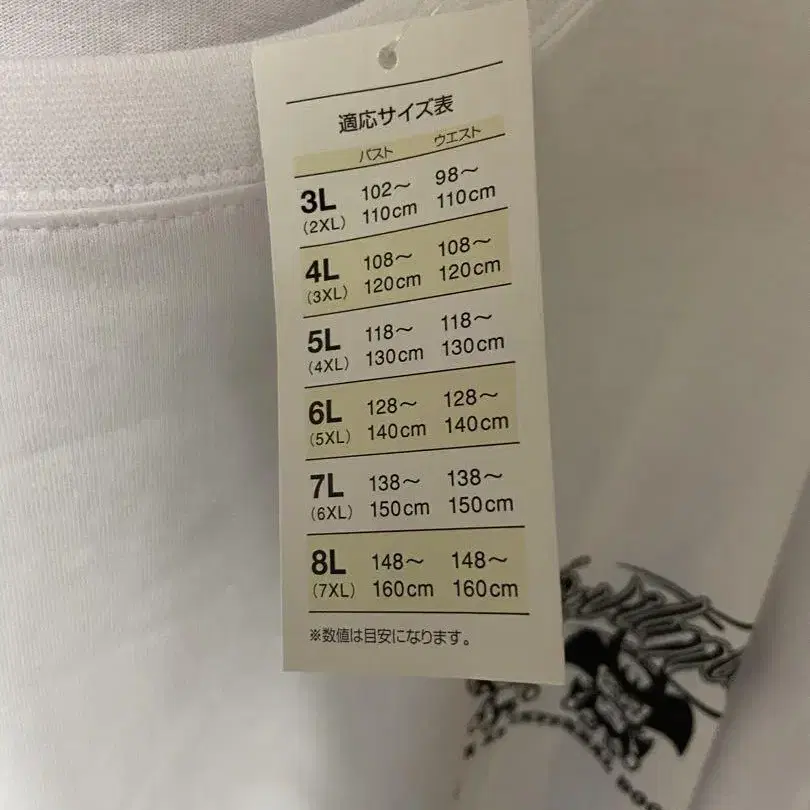 適応サイズ表
バスト ウエスト
3L 102～ 98～
(2XL) 110cm 110cm
4L 108～ 108～
(3XL) 120cm 120cm
5L 118～ 118～
(4XL) 130cm 130cm
6L 128～ 128～
(5XL) 140cm 140cm
7L 138～ 138～
(6XL) 150cm 150cm
8L 148～ 148～
(7XL) 160cm 160cm
※数値は目安になります。